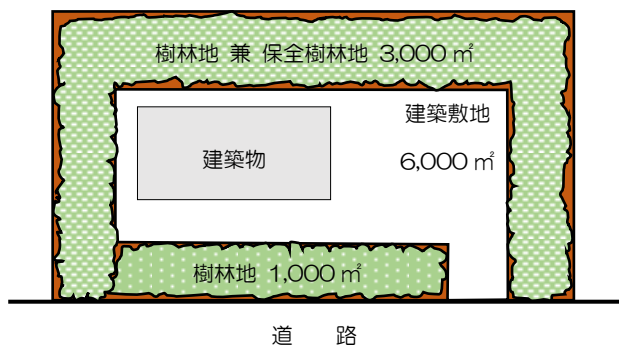 樹林地 兼 保全樹林地 3,000 ㎡
建築敷地
建築物
6,000 ㎡
樹林地 1,000 ㎡
道 路